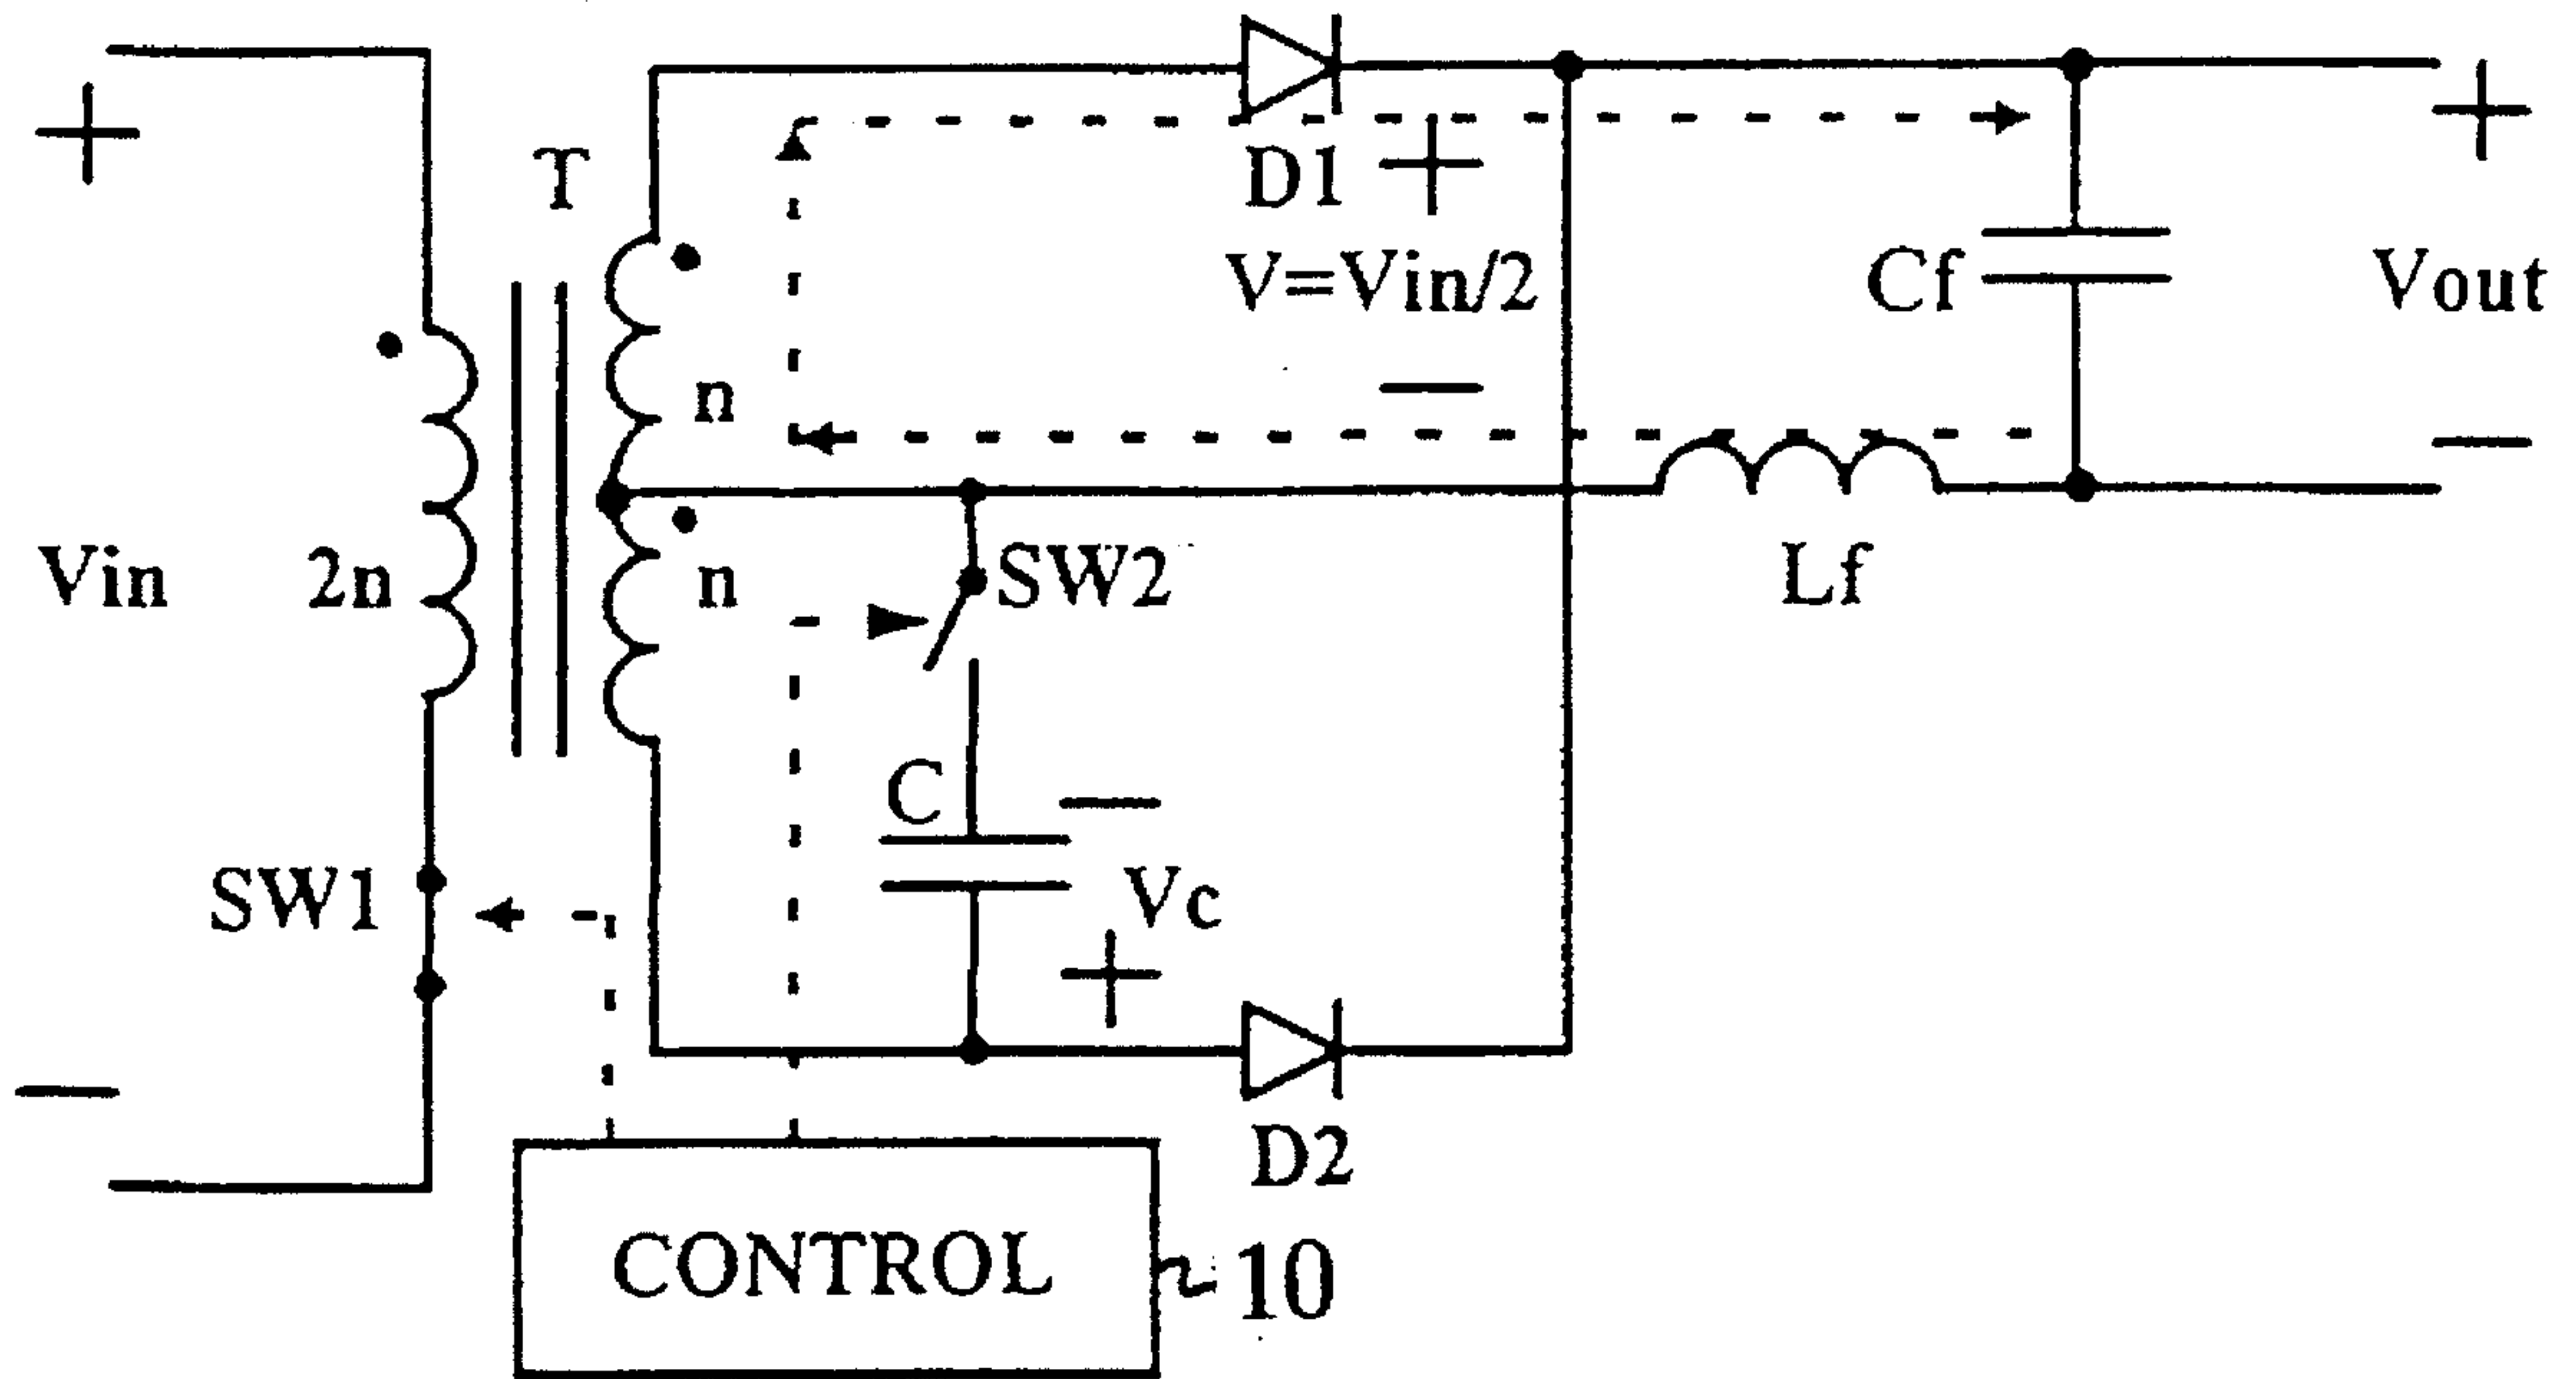 +
T
D1
+
V=Vin/2
−
Cf
+
Vout
−
n
Vin
2n
n
SW2
Lf
C
−
Vc
+
SW1
−
D2
CONTROL
10